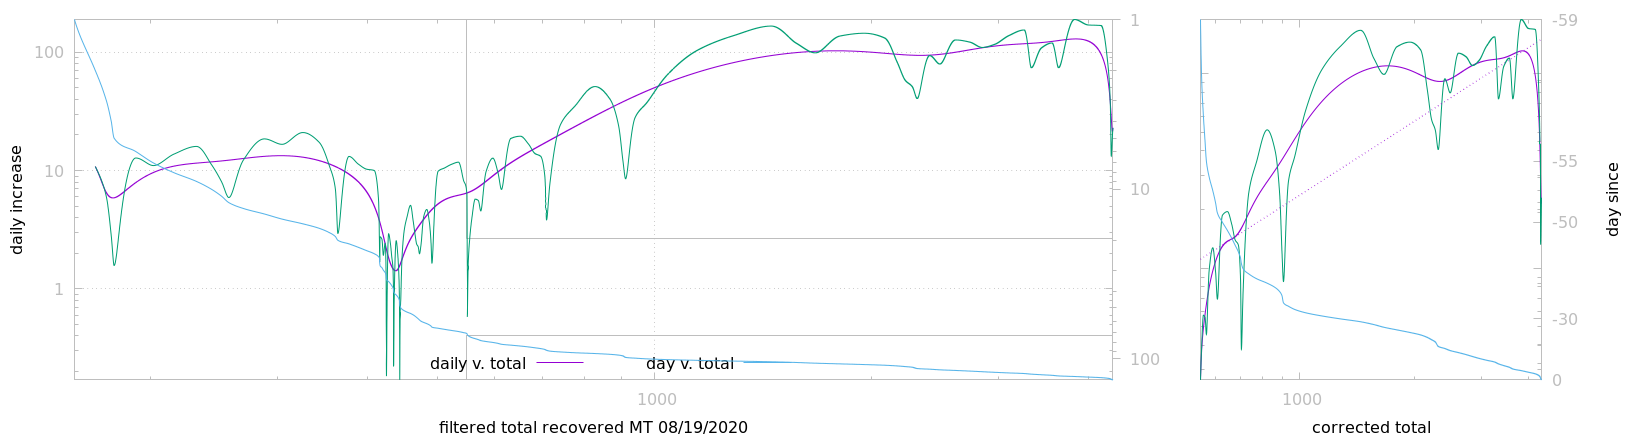 daily increase
100
10
1
1
10
100
1000
daily v. total
day v. total
filtered total recovered MT 08/19/2020
-59
-55
-50
-30
0
day since
1000
corrected total